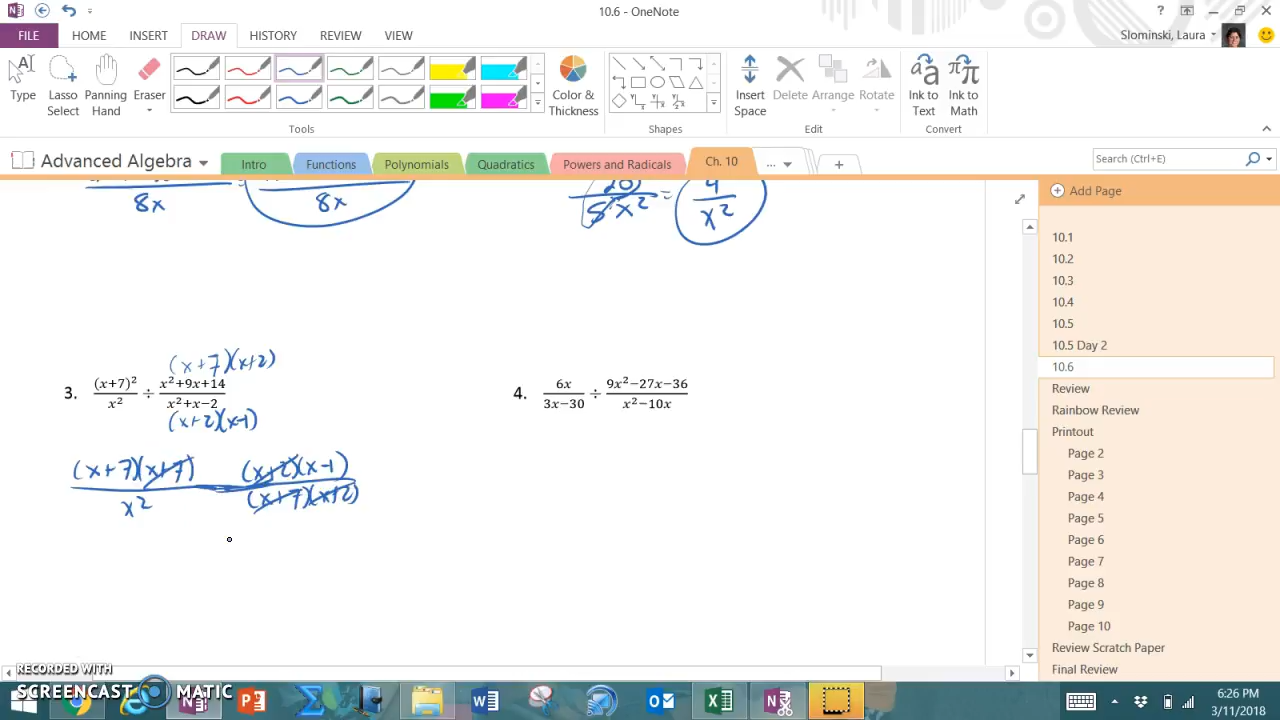 10.6 - OneNote
FILE HOME INSERT DRAW HISTORY REVIEW VIEW
Slominski, Laura
Type Lasso Select Panning Hand Eraser Color & Thickness Insert Space Delete Arrange Rotate Ink to Text Ink to Math
Tools Shapes Edit Convert
Advanced Algebra Intro Functions Polynomials Quadratics Powers and Radicals Ch. 10 ... +
Search (Ctrl+E)
Add Page
10.1
10.2
10.3
10.4
10.5
10.5 Day 2
10.6
Review
Rainbow Review
Printout
Page 2
Page 3
Page 4
Page 5
Page 6
Page 7
Page 8
Page 9
Page 10
Review Scratch Paper
Final Review
8x = 8x
20/8x² = 4/x²
(x+7)(x+2)
3. (x+7)²/x² ÷ x²+9x+14/x²+x−2
(x+2)(x-1)
(x+7)(x+7) (x+2)(x-1)
x² (x+7)(x+2)
4. 6x/3x−30 ÷ 9x²−27x−36/x²−10x
RECORDED WITH
SCREENCAST MATIC
6:26 PM
3/11/2018